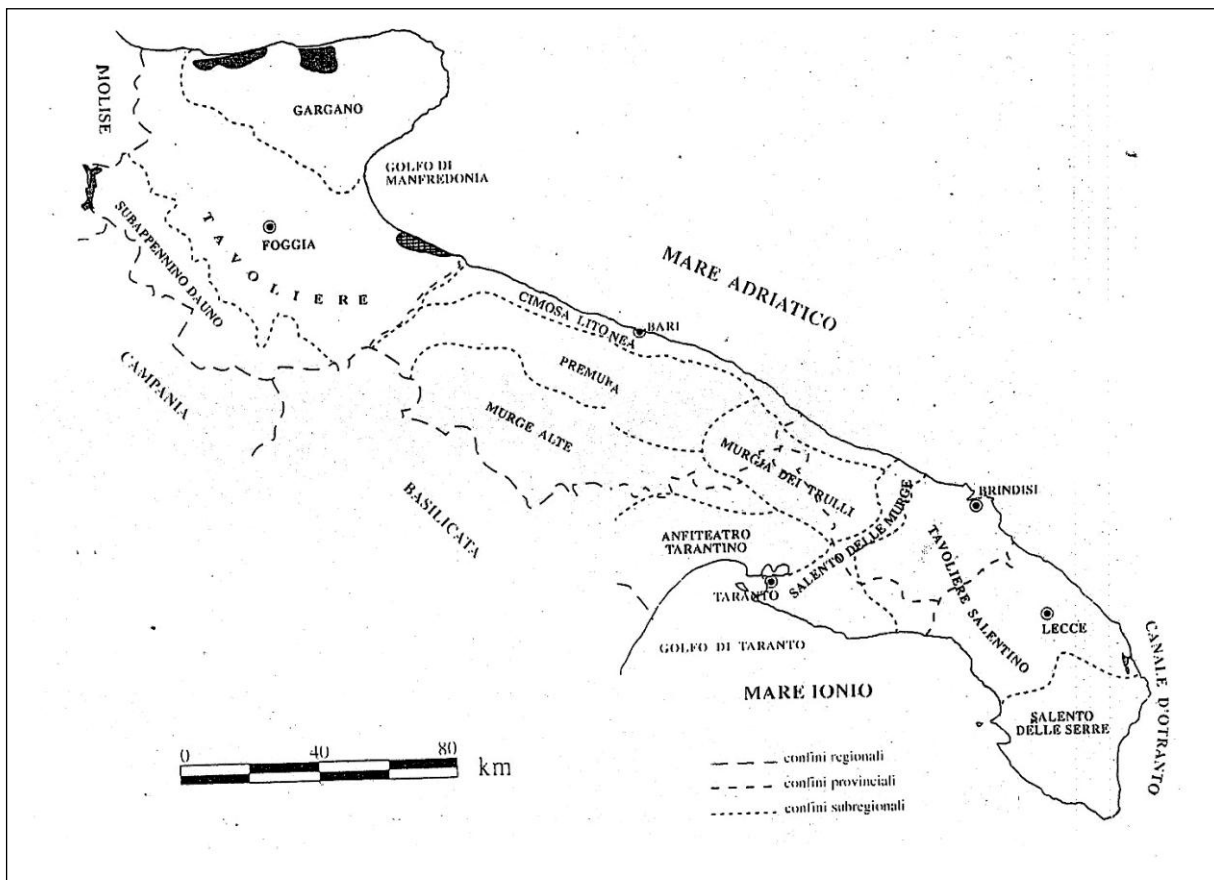 MOLISE
GARGANO
GOLFO DI
MANFREDONIA
SUBAPPENNINO DAUNO
TAVOLIERE
FOGGIA
MARE ADRIATICO
CIMOSA LITONEA
BARI
CAMPANIA
PREMUPA
MURGE ALTE
MURGIA DEI TRULLI
BRINDISI
BASILICATA
ANFITEATRO
TARANTINO
SALENTO DELLE MURGE
TAVOLIERE SALENTINO
TARANTO
LECCE
GOLFO DI TARANTO
CANALE D'OTRANTO
MARE IONIO
SALENTO
DELLE SERRE
0 40 80
km
confini regionali
confini provinciali
confini subregionali